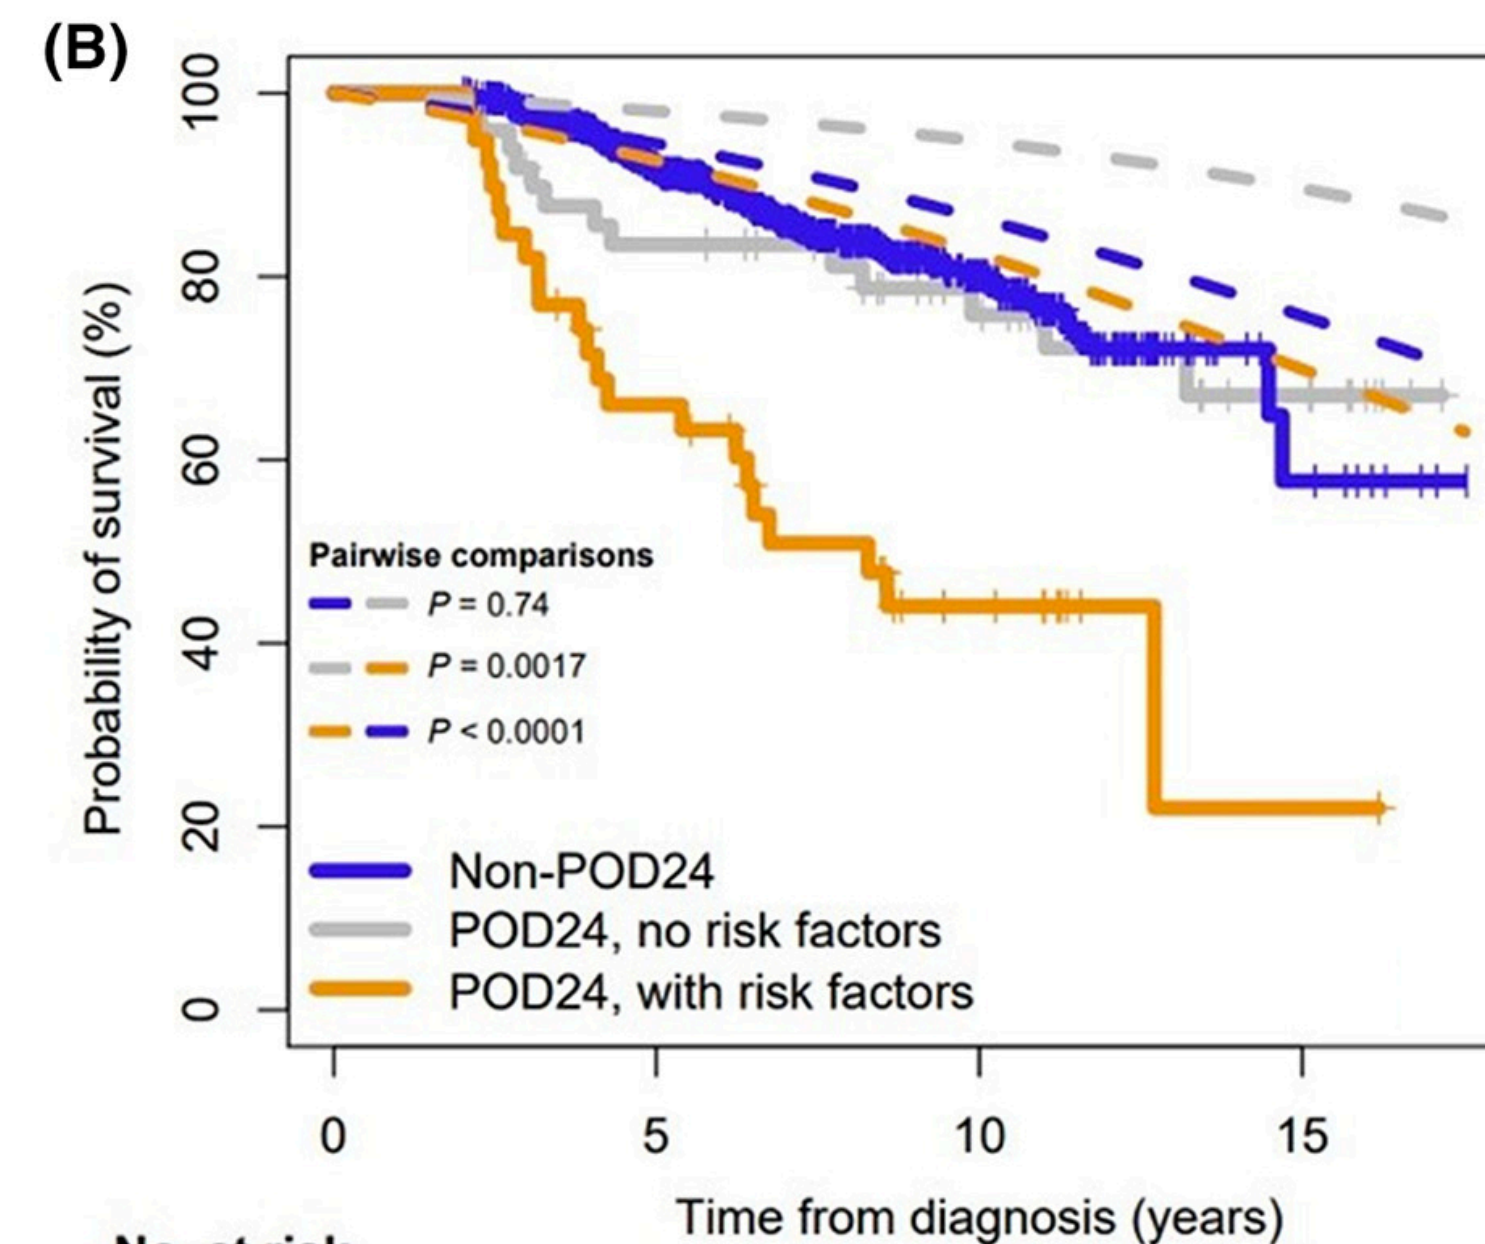 (B)
Probability of survival (%)
100
80
60
40
20
0
Pairwise comparisons
P = 0.74
P = 0.0017
P < 0.0001
Non-POD24
POD24, no risk factors
POD24, with risk factors
0 5 10 15
Time from diagnosis (years)